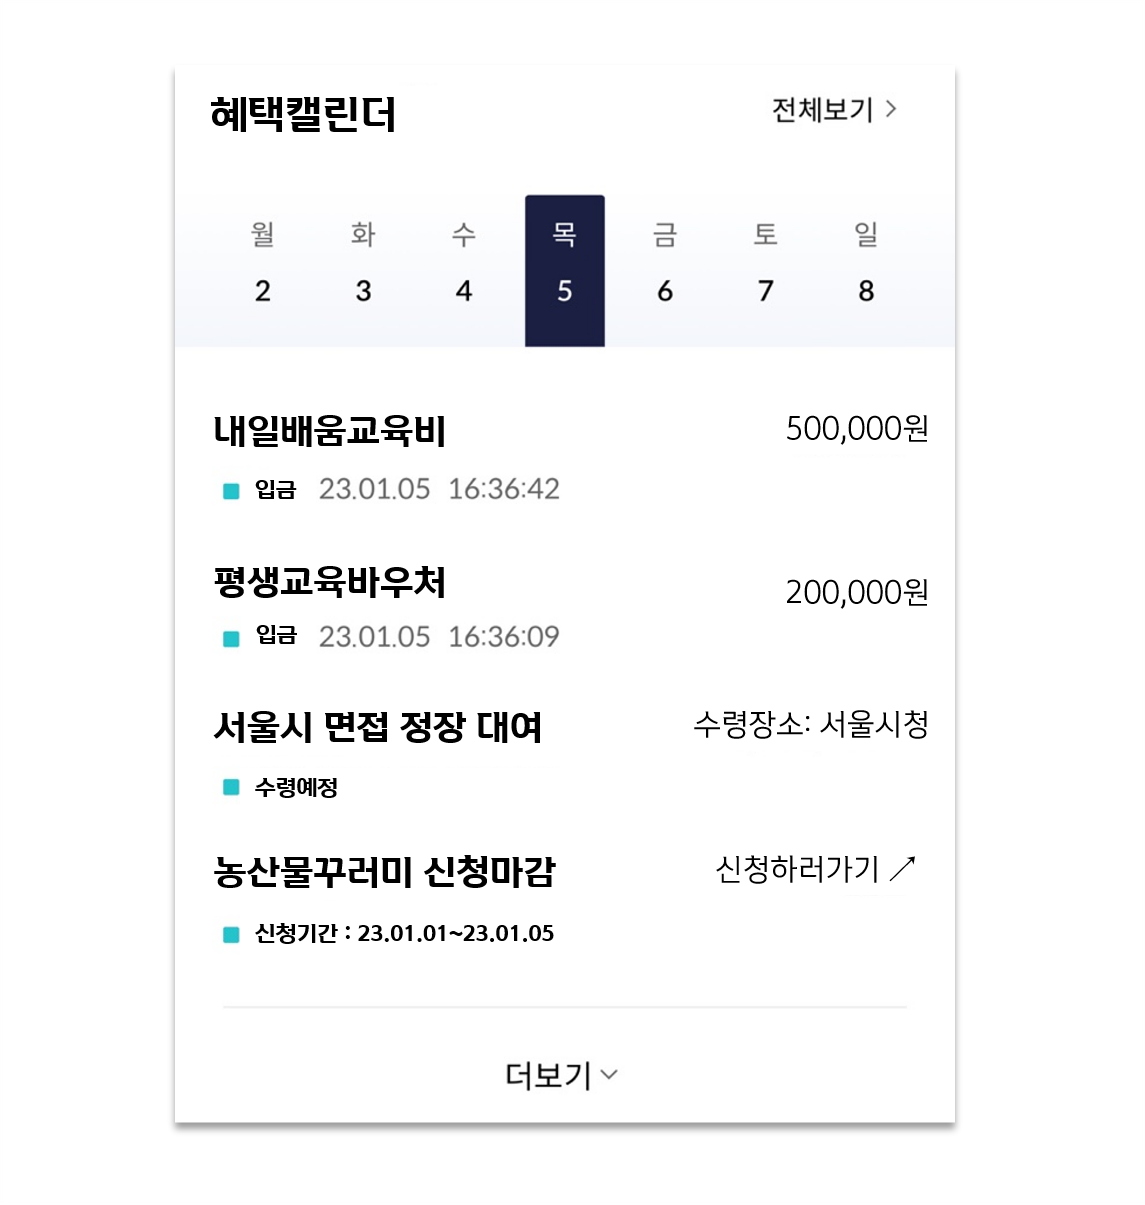 혜택캘린더 전체보기 >
월 화 수 목 금 토 일
2 3 4 5 6 7 8
내일배움교육비 500,000원
입금 23.01.05 16:36:42
평생교육바우처 200,000원
입금 23.01.05 16:36:09
서울시 면접 정장 대여 수령장소: 서울시청
수령예정
농산물꾸러미 신청마감 신청하러가기 ↗
신청기간 : 23.01.01~23.01.05
더보기